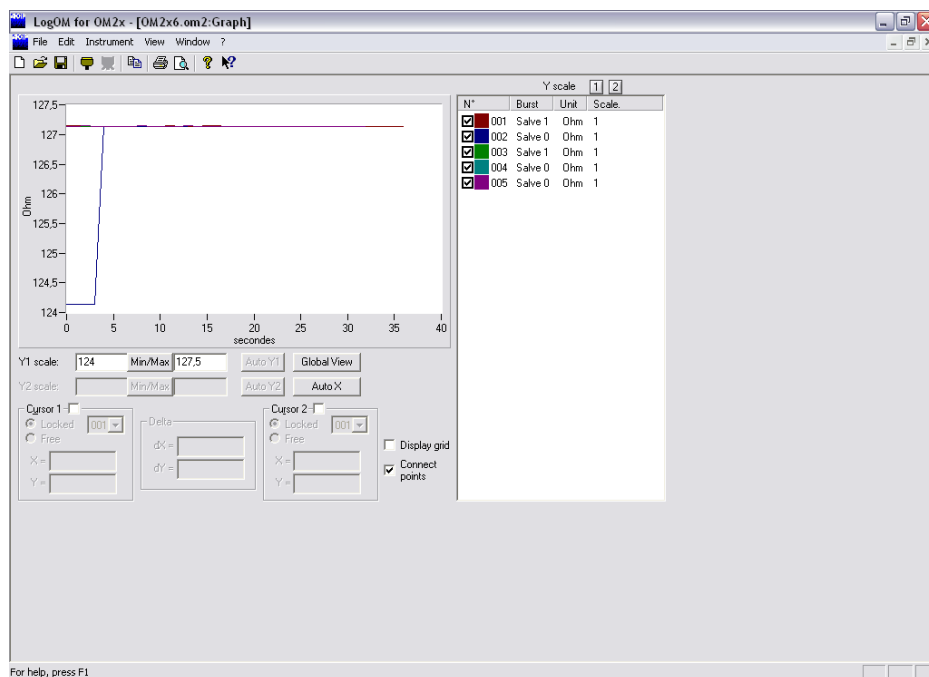 LogOM for OM2x - [OM2x6.om2:Graph]
File Edit Instrument View Window ?
Y scale 1 2
N° Burst Unit Scale.
001 Salve 1 Ohm 1
002 Salve 0 Ohm 1
003 Salve 1 Ohm 1
004 Salve 0 Ohm 1
005 Salve 0 Ohm 1
127,5
127
126,5
126
125,5
125
124,5
124
Ohm
0 5 10 15 20 25 30 35 40
secondes
Y1 scale: 124 Min/Max 127,5 Auto Y1 Global View
Y2 scale: Min/Max Auto Y2 Auto X
Cursor 1
Locked 001
Free
X =
Y =
Delta
dX =
dY =
Cursor 2
Locked 001
Free
X =
Y =
Display grid
Connect
points
For help, press F1